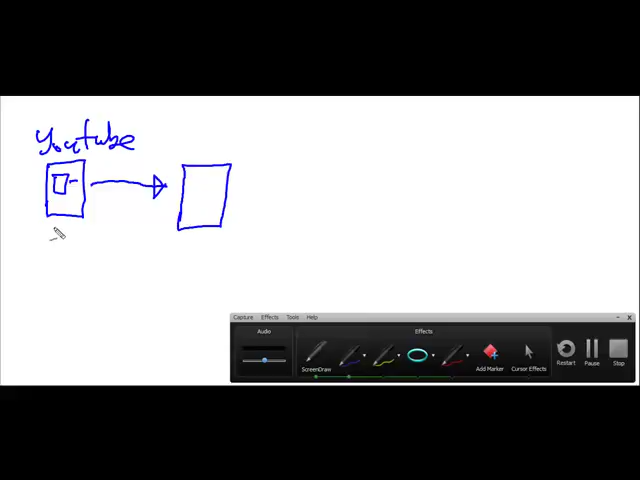 youtube
Capture Effects Tools Help
Audio
Effects
ScreenDraw
Add Marker
Cursor Effects
Restart
Pause
Stop